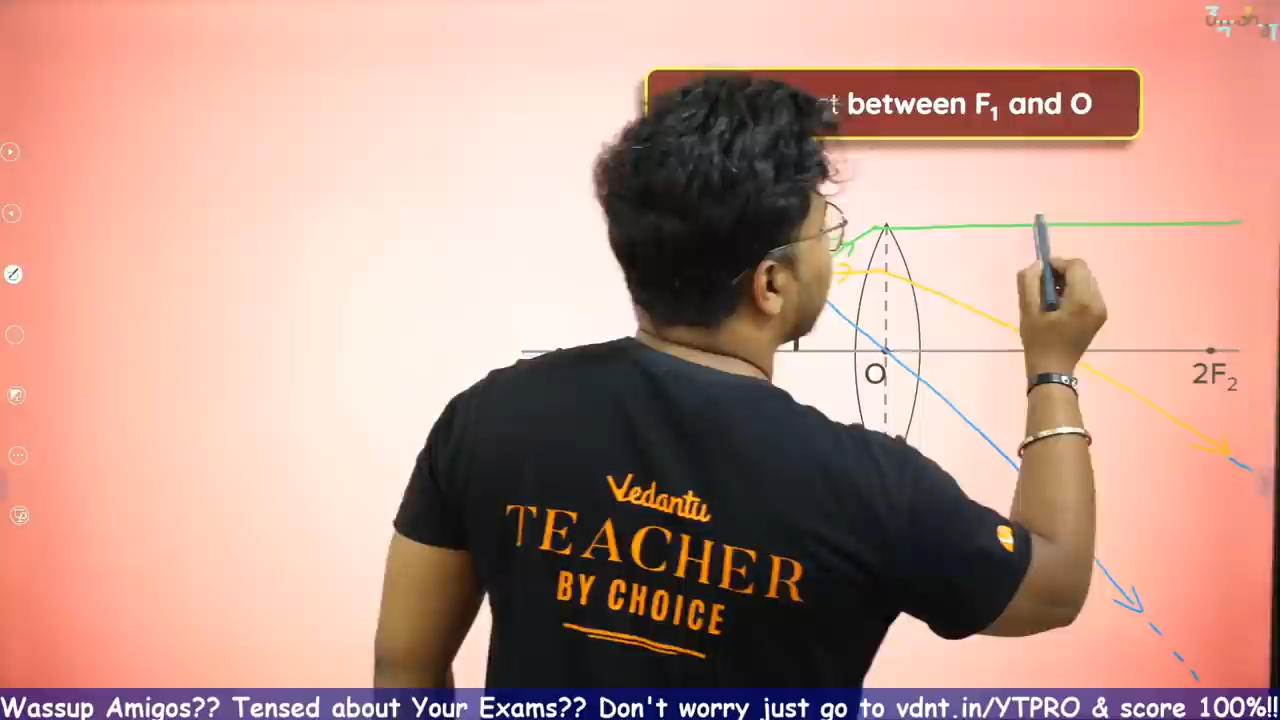 between F₁ and O
O
2F₂
Vedantu
TEACHER
BY CHOICE
Wassup Amigos?? Tensed about Your Exams?? Don't worry just go to vdnt.in/YTPRO & score 100%!!